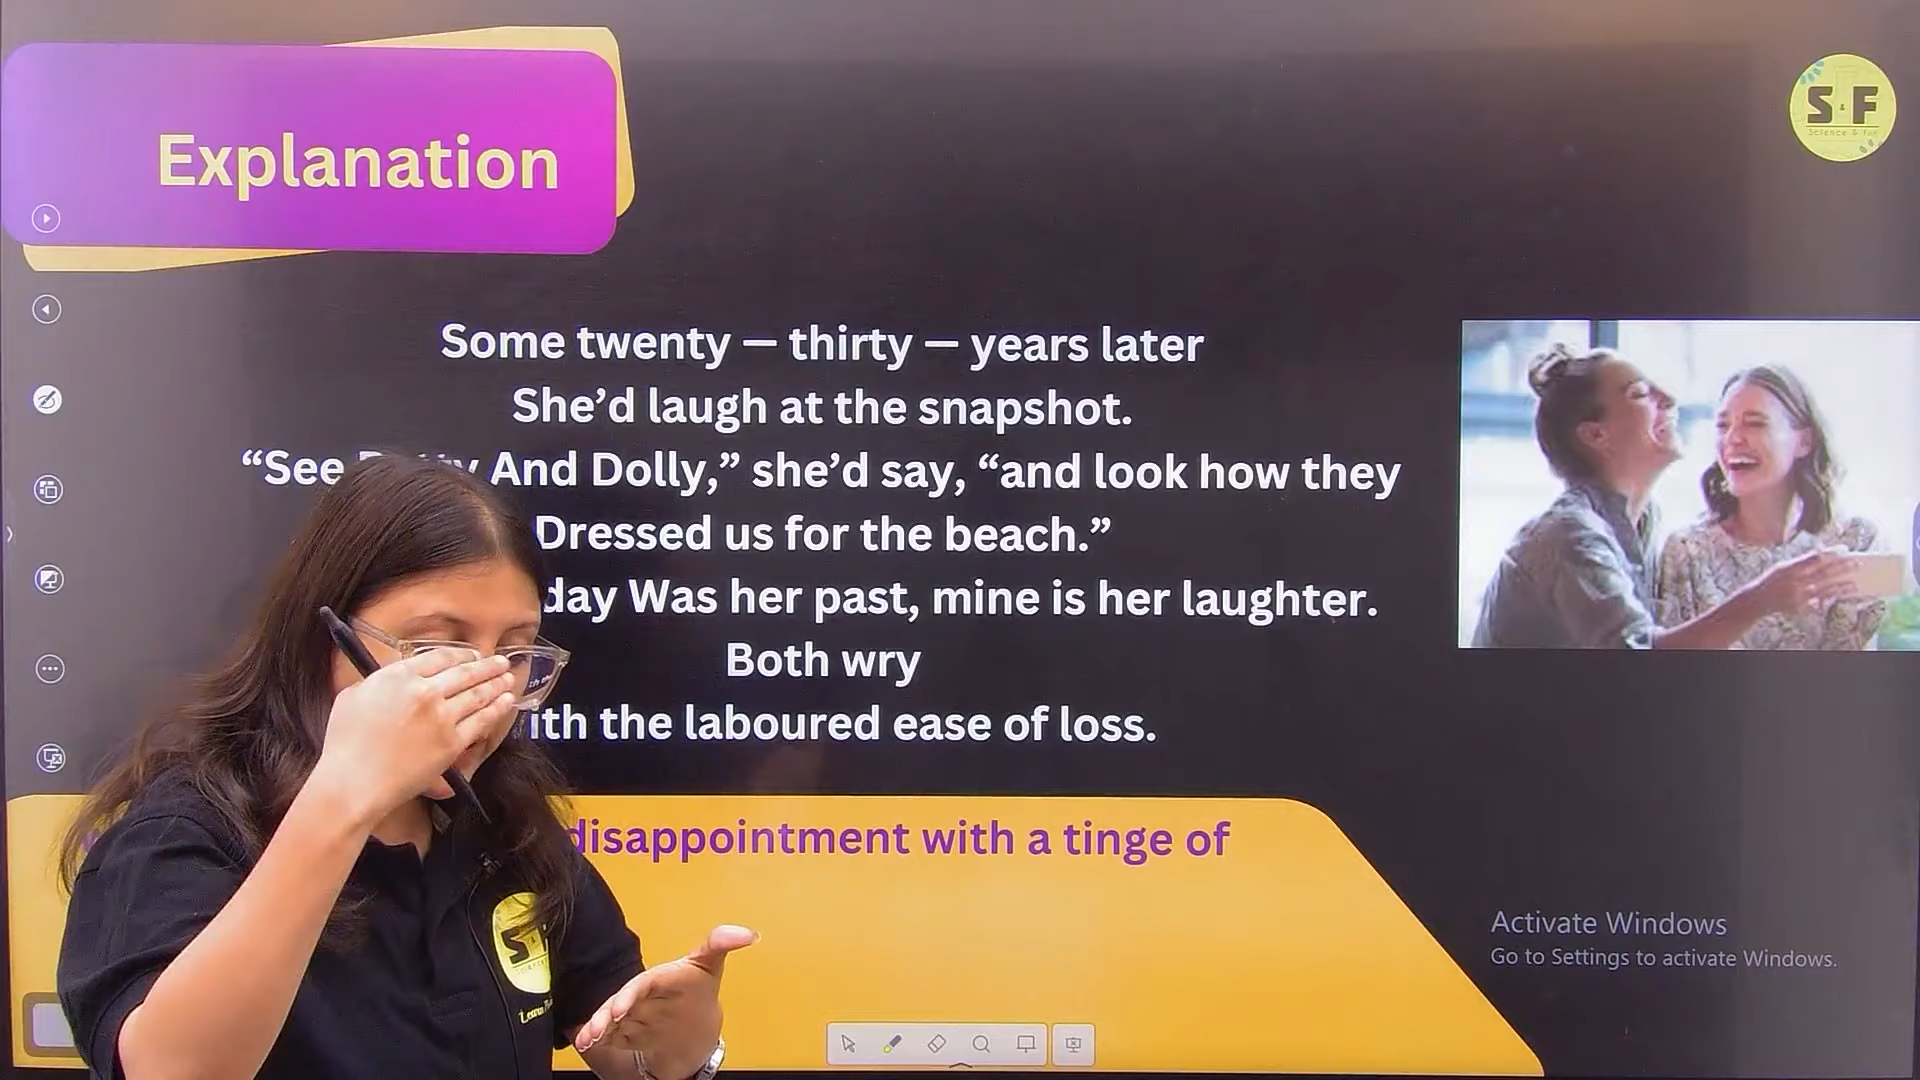 Explanation
S&F
Science & fun
Some twenty — thirty — years later
She’d laugh at the snapshot.
“See And Dolly,” she’d say, “and look how they
Dressed us for the beach.”
Was her past, mine is her laughter.
Both wry
the laboured ease of loss.
disappointment with a tinge of
Activate Windows
Go to Settings to activate Windows.